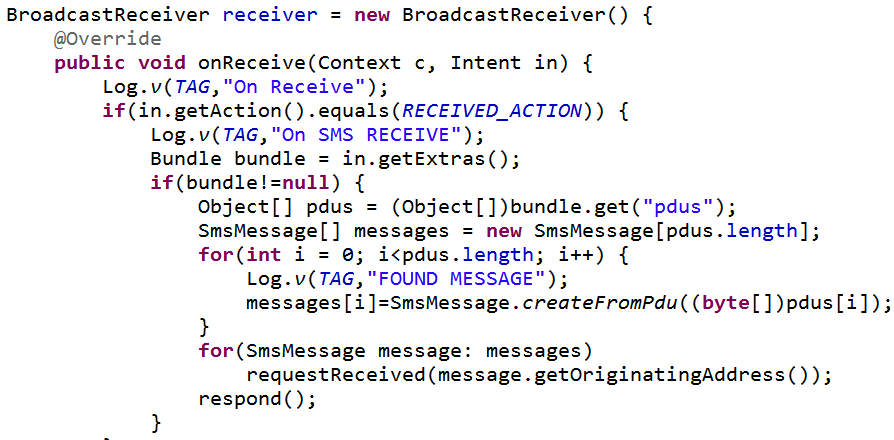 BroadcastReceiver receiver = new BroadcastReceiver() {
    @Override
    public void onReceive(Context c, Intent in) {
        Log.v(TAG,"On Receive");
        if(in.getAction().equals(RECEIVED_ACTION)) {
            Log.v(TAG,"On SMS RECEIVE");
            Bundle bundle = in.getExtras();
            if(bundle!=null) {
                Object[] pdus = (Object[])bundle.get("pdus");
                SmsMessage[] messages = new SmsMessage[pdus.length];
                for(int i = 0; i<pdus.length; i++) {
                    Log.v(TAG,"FOUND MESSAGE");
                    messages[i]=SmsMessage.createFromPdu((byte[])pdus[i]);
                }
                for(SmsMessage message: messages)
                    requestReceived(message.getOriginatingAddress());
                respond();
            }